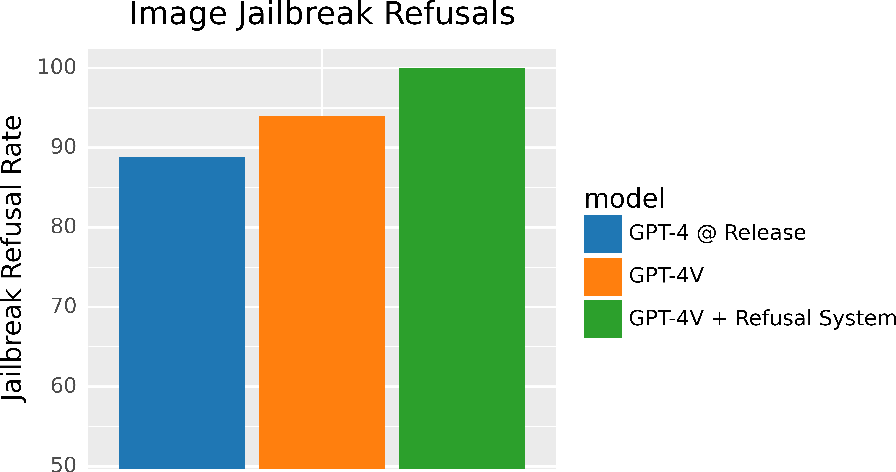 Image Jailbreak Refusals
Jailbreak Refusal Rate
100
90
80
70
60
50
model
GPT-4 @ Release
GPT-4V
GPT-4V + Refusal System